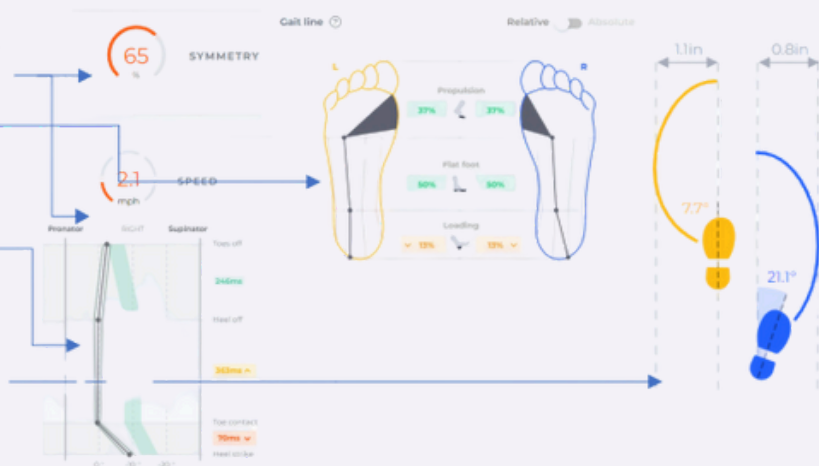 Gait line ?
Relative Absolute
65
%
SYMMETRY
L
R
1.1in
0.8in
Propulsion
37% 37%
Flat foot
50% 50%
Loading
13% 13%
2.1
mph
SPEED
7.7°
21.1°
Pronator RIGHT Supinator
Toes off
246ms
Heel off
363ms
Toe contact
70ms
Heel strike